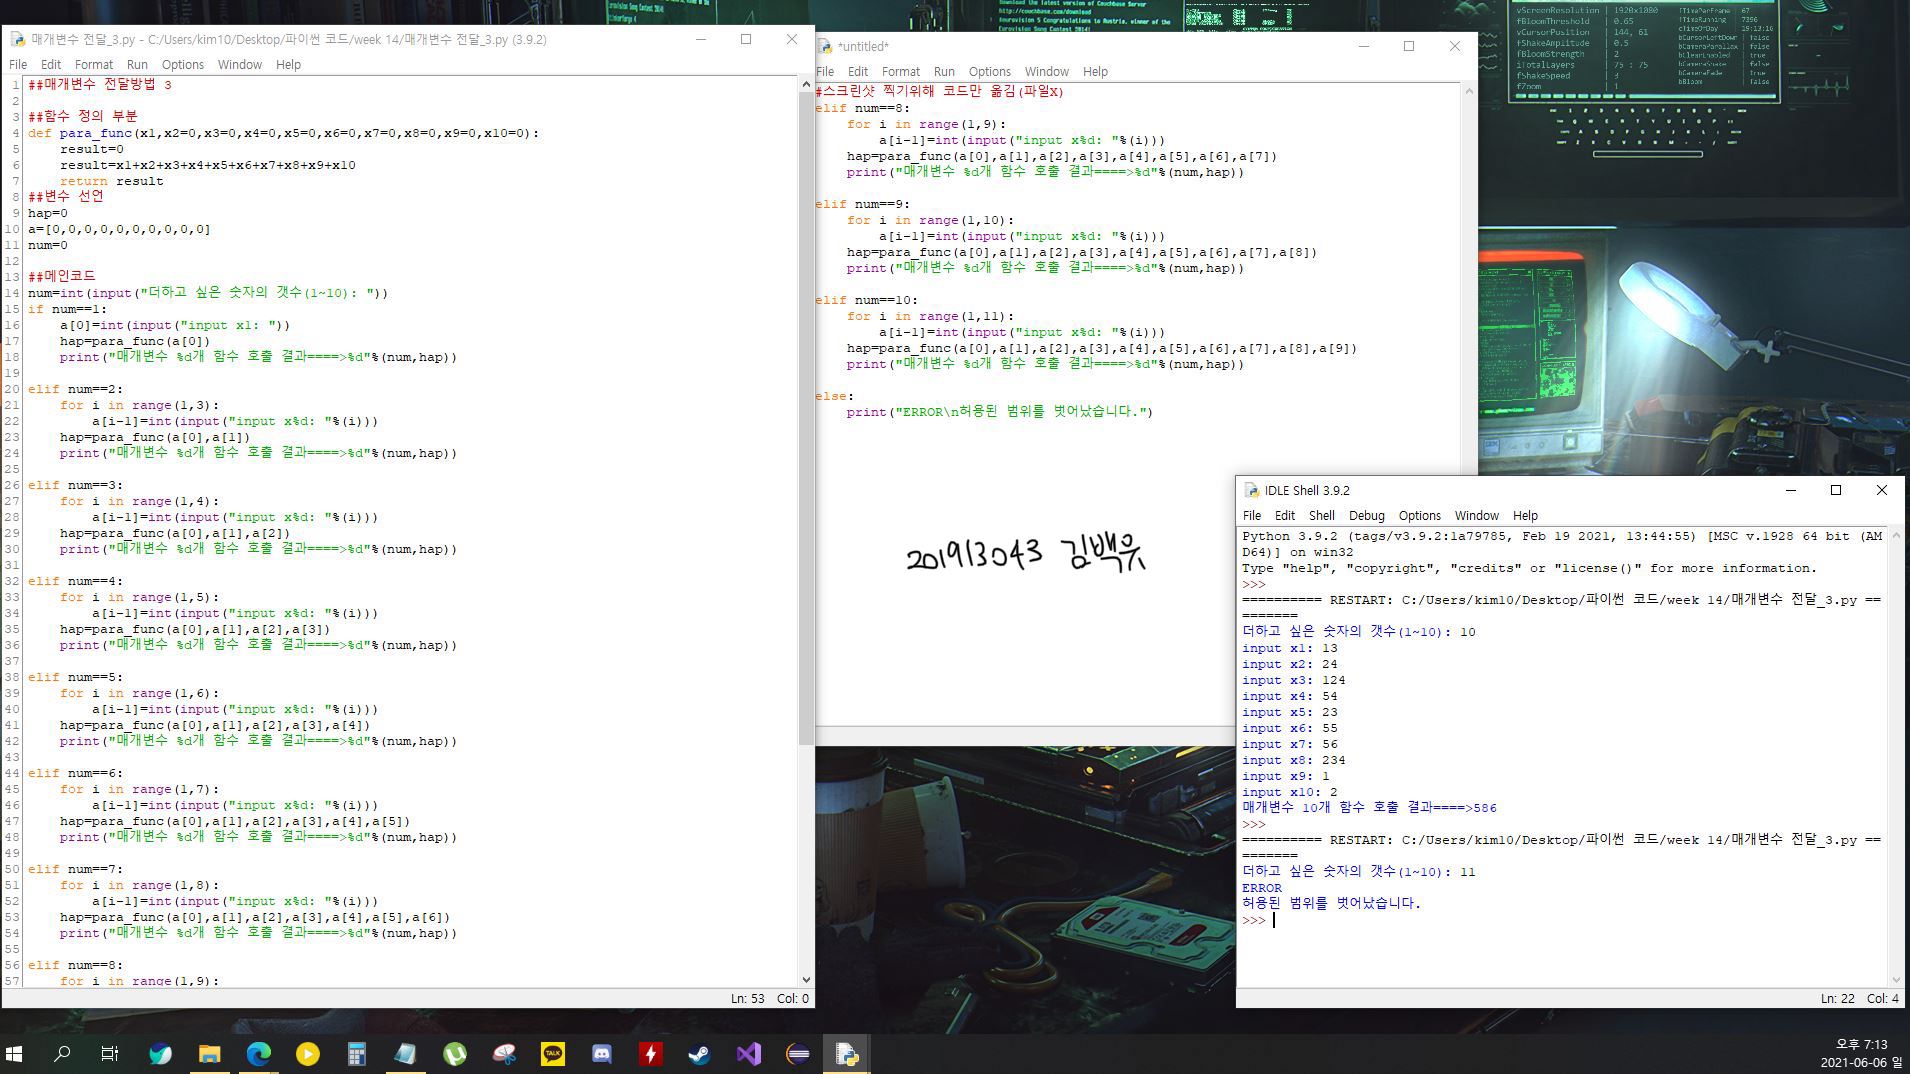 매개변수 전달_3.py - C:/Users/kim10/Desktop/파이썬 코드/week 14/매개변수 전달_3.py (3.9.2)
File Edit Format Run Options Window Help
1 ##매개변수 전달방법 3
2
3 ##함수 정의 부분
4 def para_func(x1,x2=0,x3=0,x4=0,x5=0,x6=0,x7=0,x8=0,x9=0,x10=0):
5 result=0
6 result=x1+x2+x3+x4+x5+x6+x7+x8+x9+x10
7 return result
8 ##변수 선언
9 hap=0
10 a=[0,0,0,0,0,0,0,0,0,0]
11 num=0
12
13 ##메인코드
14 num=int(input("더하고 싶은 숫자의 갯수(1~10): "))
15 if num==1:
16 a[0]=int(input("input x1: "))
17 hap=para_func(a[0])
18 print("매개변수 %d개 함수 호출 결과====>%d"%(num,hap))
19
20 elif num==2:
21 for i in range(1,3):
22 a[i-1]=int(input("input x%d: "%(i)))
23 hap=para_func(a[0],a[1])
24 print("매개변수 %d개 함수 호출 결과====>%d"%(num,hap))
25
26 elif num==3:
27 for i in range(1,4):
28 a[i-1]=int(input("input x%d: "%(i)))
29 hap=para_func(a[0],a[1],a[2])
30 print("매개변수 %d개 함수 호출 결과====>%d"%(num,hap))
31
32 elif num==4:
33 for i in range(1,5):
34 a[i-1]=int(input("input x%d: "%(i)))
35 hap=para_func(a[0],a[1],a[2],a[3])
36 print("매개변수 %d개 함수 호출 결과====>%d"%(num,hap))
37
38 elif num==5:
39 for i in range(1,6):
40 a[i-1]=int(input("input x%d: "%(i)))
41 hap=para_func(a[0],a[1],a[2],a[3],a[4])
42 print("매개변수 %d개 함수 호출 결과====>%d"%(num,hap))
43
44 elif num==6:
45 for i in range(1,7):
46 a[i-1]=int(input("input x%d: "%(i)))
47 hap=para_func(a[0],a[1],a[2],a[3],a[4],a[5])
48 print("매개변수 %d개 함수 호출 결과====>%d"%(num,hap))
49
50 elif num==7:
51 for i in range(1,8):
52 a[i-1]=int(input("input x%d: "%(i)))
53 hap=para_func(a[0],a[1],a[2],a[3],a[4],a[5],a[6])
54 print("매개변수 %d개 함수 호출 결과====>%d"%(num,hap))
55
56 elif num==8:
57 for i in range(1,9):
Ln: 53 Col: 0
*untitled*
File Edit Format Run Options Window Help
#스크린샷 찍기위해 코드만 옮김(파일X)
elif num==8:
for i in range(1,9):
a[i-1]=int(input("input x%d: "%(i)))
hap=para_func(a[0],a[1],a[2],a[3],a[4],a[5],a[6],a[7])
print("매개변수 %d개 함수 호출 결과====>%d"%(num,hap))
elif num==9:
for i in range(1,10):
a[i-1]=int(input("input x%d: "%(i)))
hap=para_func(a[0],a[1],a[2],a[3],a[4],a[5],a[6],a[7],a[8])
print("매개변수 %d개 함수 호출 결과====>%d"%(num,hap))
elif num==10:
for i in range(1,11):
a[i-1]=int(input("input x%d: "%(i)))
hap=para_func(a[0],a[1],a[2],a[3],a[4],a[5],a[6],a[7],a[8],a[9])
print("매개변수 %d개 함수 호출 결과====>%d"%(num,hap))
else:
print("ERROR\n허용된 범위를 벗어났습니다.")
201913043 김백유
IDLE Shell 3.9.2
File Edit Shell Debug Options Window Help
Python 3.9.2 (tags/v3.9.2:1a79785, Feb 19 2021, 13:44:55) [MSC v.1928 64 bit (AM
D64)] on win32
Type "help", "copyright", "credits" or "license()" for more information.
>>>
========== RESTART: C:/Users/kim10/Desktop/파이썬 코드/week 14/매개변수 전달_3.py ==
=======
더하고 싶은 숫자의 갯수(1~10): 10
input x1: 13
input x2: 24
input x3: 124
input x4: 54
input x5: 23
input x6: 55
input x7: 56
input x8: 234
input x9: 1
input x10: 2
매개변수 10개 함수 호출 결과====>586
>>>
========== RESTART: C:/Users/kim10/Desktop/파이썬 코드/week 14/매개변수 전달_3.py ==
=======
더하고 싶은 숫자의 갯수(1~10): 11
ERROR
허용된 범위를 벗어났습니다.
>>>
Ln: 22 Col: 4
vScreenResolution | 1920x1080
fBloomThreshold | 0.65
vCursorPosition | 144, 61
fShakeAmplitude | 0.5
fBloomStrength | 2
iTotalLayers | 75 : 75
fShakeSpeed | 3
fZoom | 1
TALK
오후 7:13
2021-06-06 일